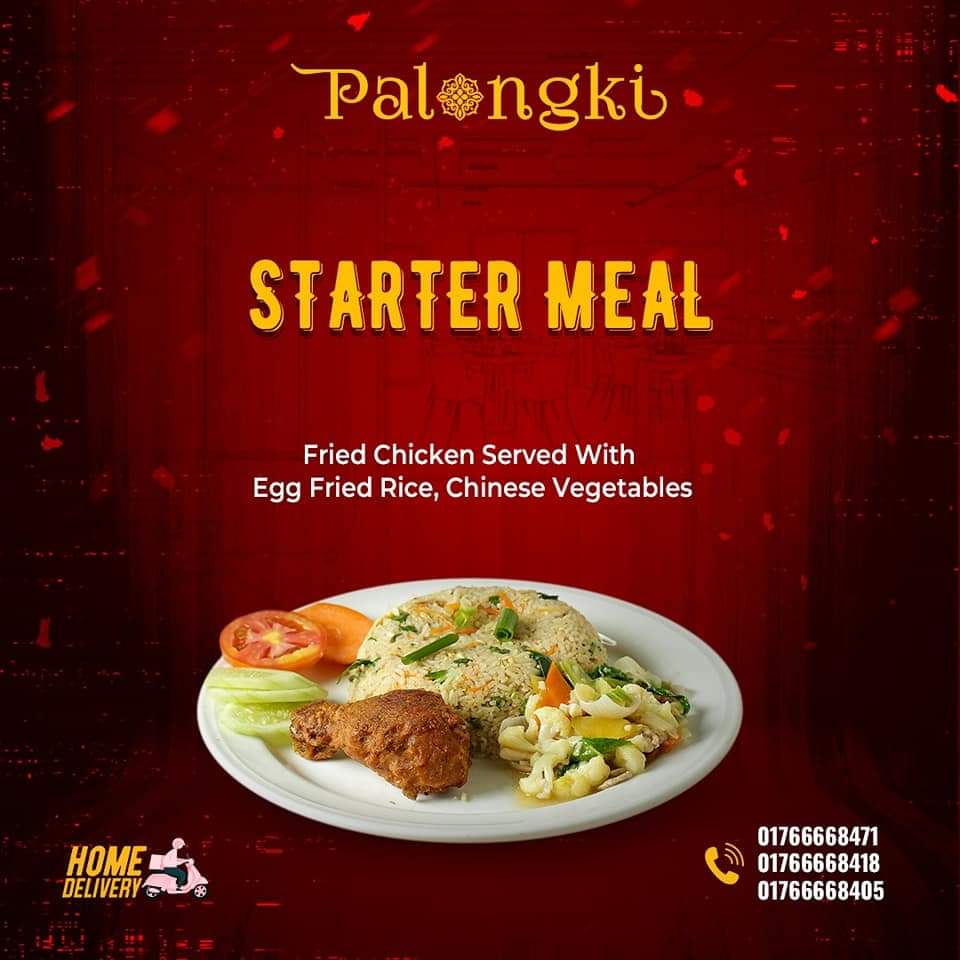 Palongki
STARTER MEAL
Fried Chicken Served With
Egg Fried Rice, Chinese Vegetables
HOME
DELIVERY
01766668471
01766668418
01766668405